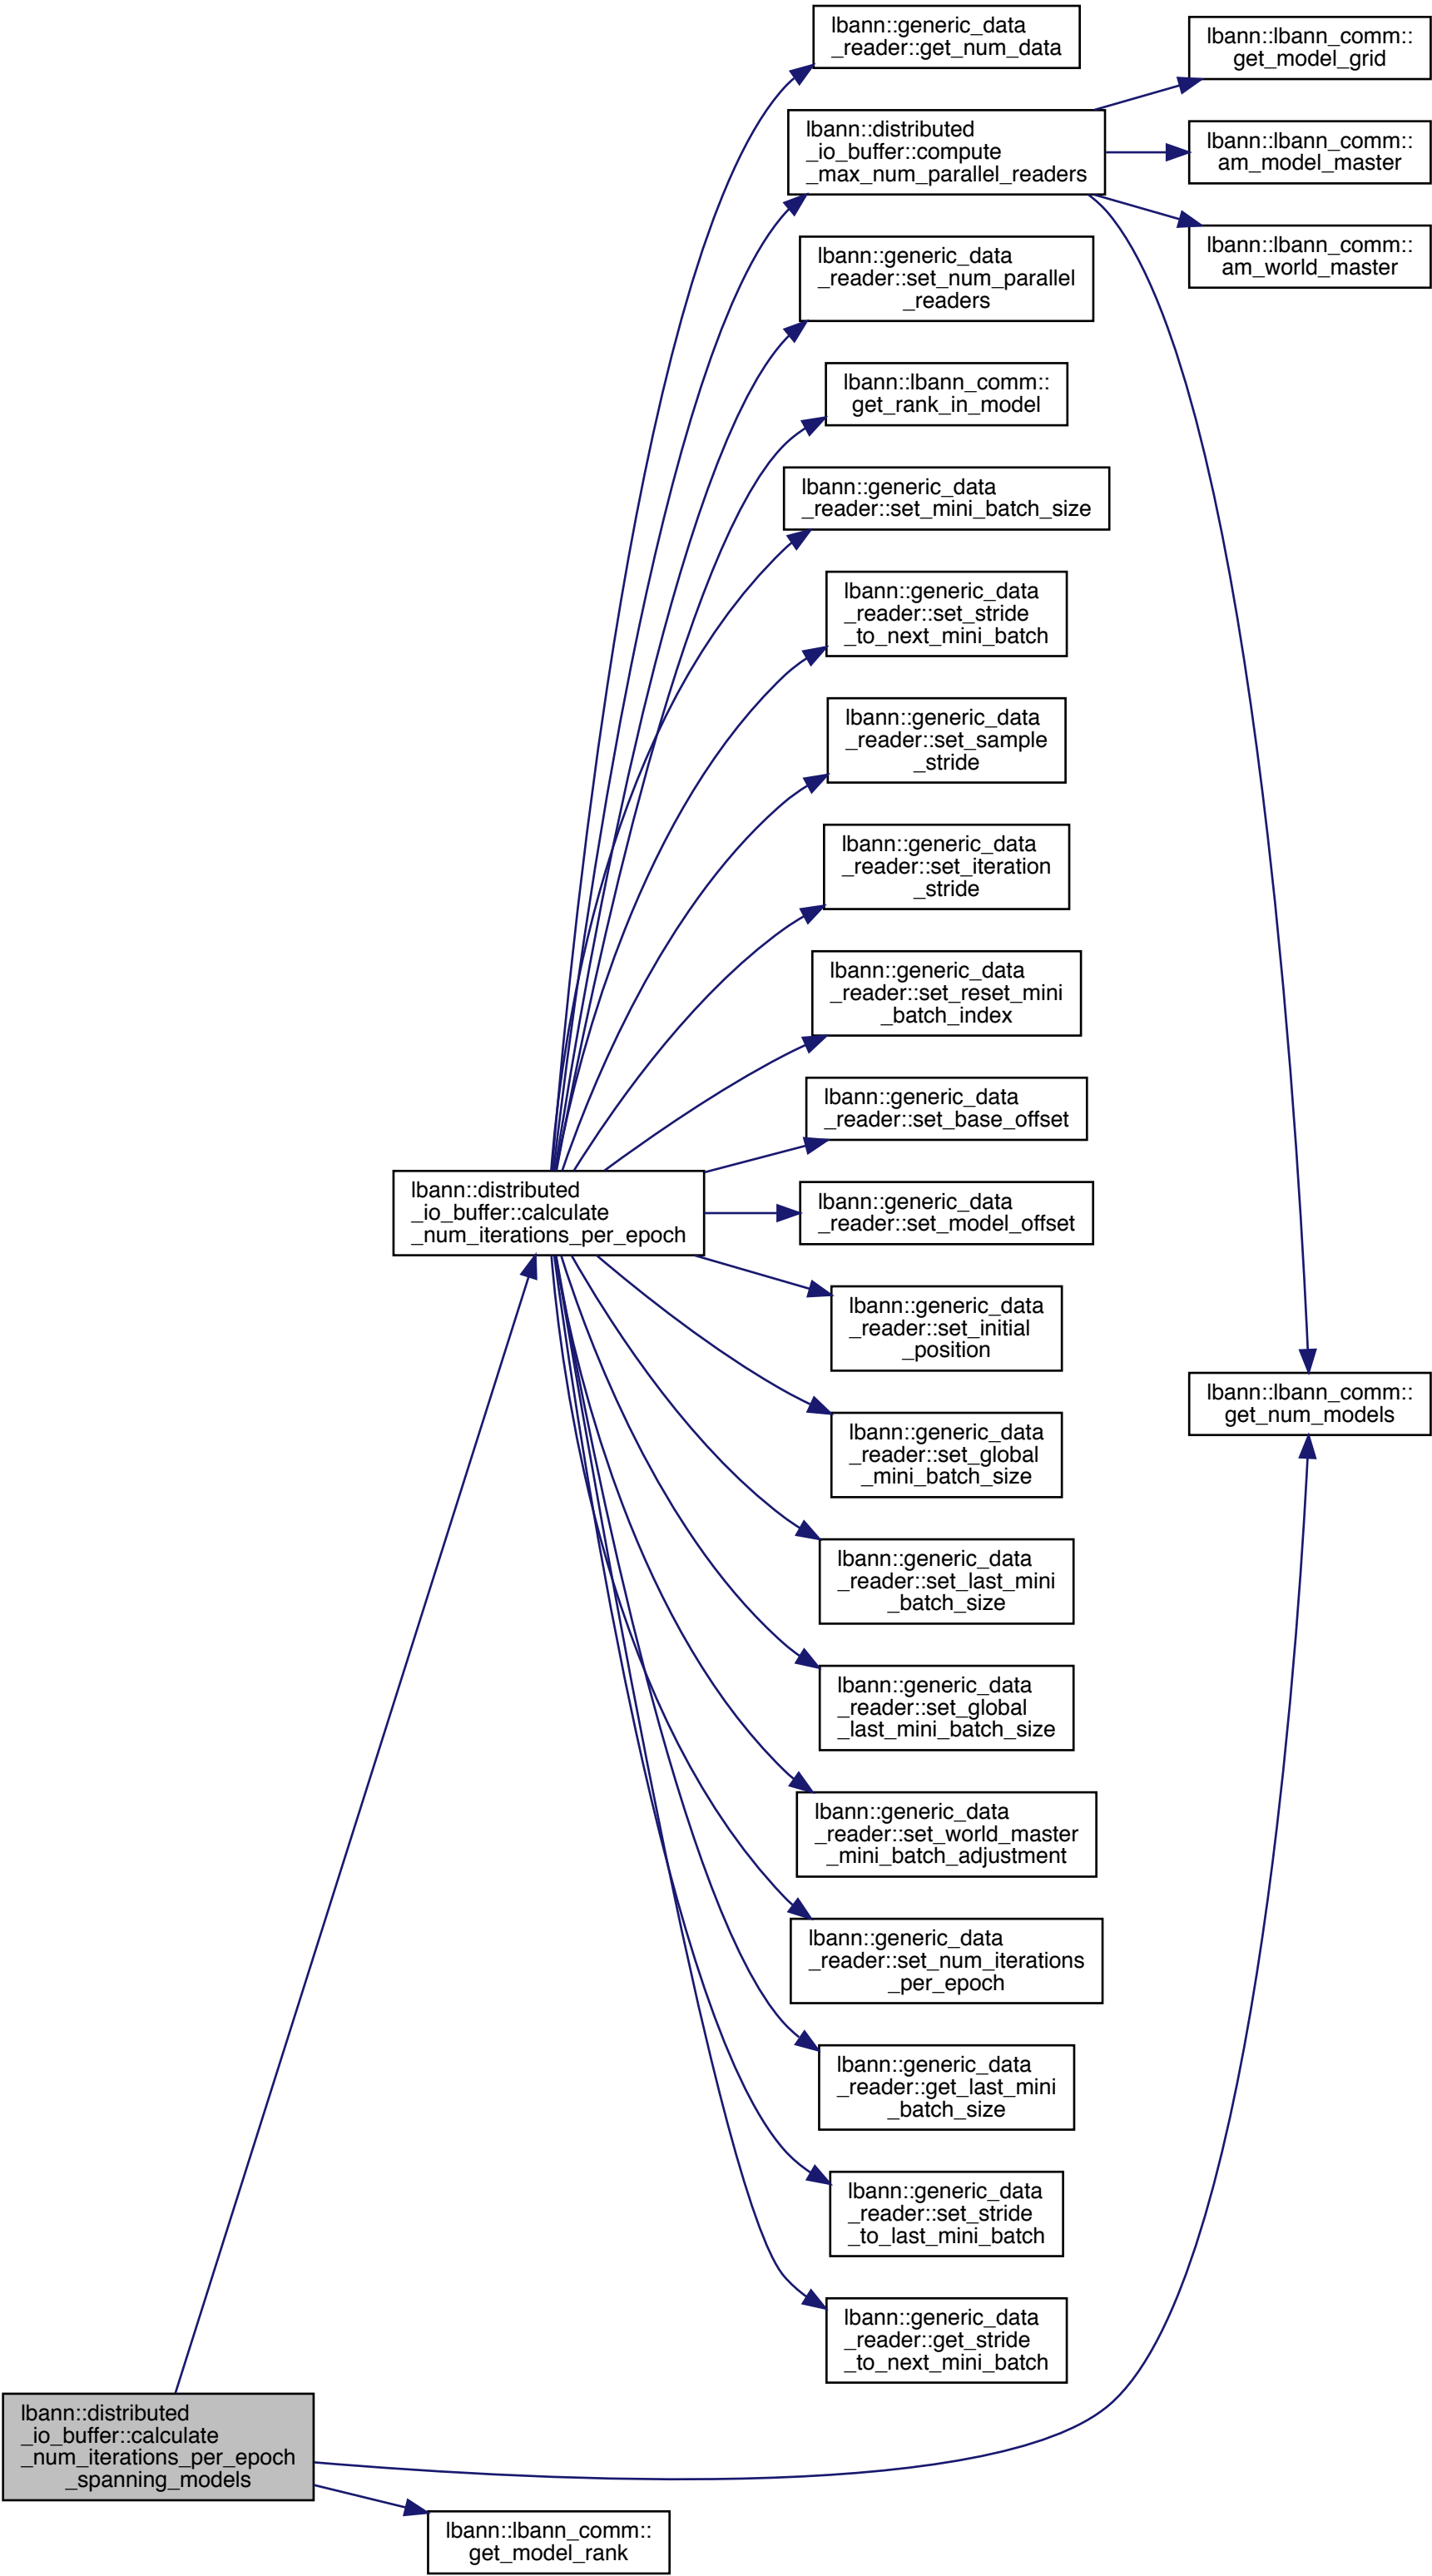 lbann::generic_data
_reader::get_num_data
lbann::lbann_comm::
get_model_grid
lbann::distributed
_io_buffer::compute
_max_num_parallel_readers
lbann::lbann_comm::
am_model_master
lbann::lbann_comm::
am_world_master
lbann::generic_data
_reader::set_num_parallel
_readers
lbann::lbann_comm::
get_rank_in_model
lbann::generic_data
_reader::set_mini_batch_size
lbann::generic_data
_reader::set_stride
_to_next_mini_batch
lbann::generic_data
_reader::set_sample
_stride
lbann::generic_data
_reader::set_iteration
_stride
lbann::generic_data
_reader::set_reset_mini
_batch_index
lbann::generic_data
_reader::set_base_offset
lbann::distributed
_io_buffer::calculate
_num_iterations_per_epoch
lbann::generic_data
_reader::set_model_offset
lbann::generic_data
_reader::set_initial
_position
lbann::lbann_comm::
get_num_models
lbann::generic_data
_reader::set_global
_mini_batch_size
lbann::generic_data
_reader::set_last_mini
_batch_size
lbann::generic_data
_reader::set_global
_last_mini_batch_size
lbann::generic_data
_reader::set_world_master
_mini_batch_adjustment
lbann::generic_data
_reader::set_num_iterations
_per_epoch
lbann::generic_data
_reader::get_last_mini
_batch_size
lbann::generic_data
_reader::set_stride
_to_last_mini_batch
lbann::generic_data
_reader::get_stride
_to_next_mini_batch
lbann::distributed
_io_buffer::calculate
_num_iterations_per_epoch
_spanning_models
lbann::lbann_comm::
get_model_rank